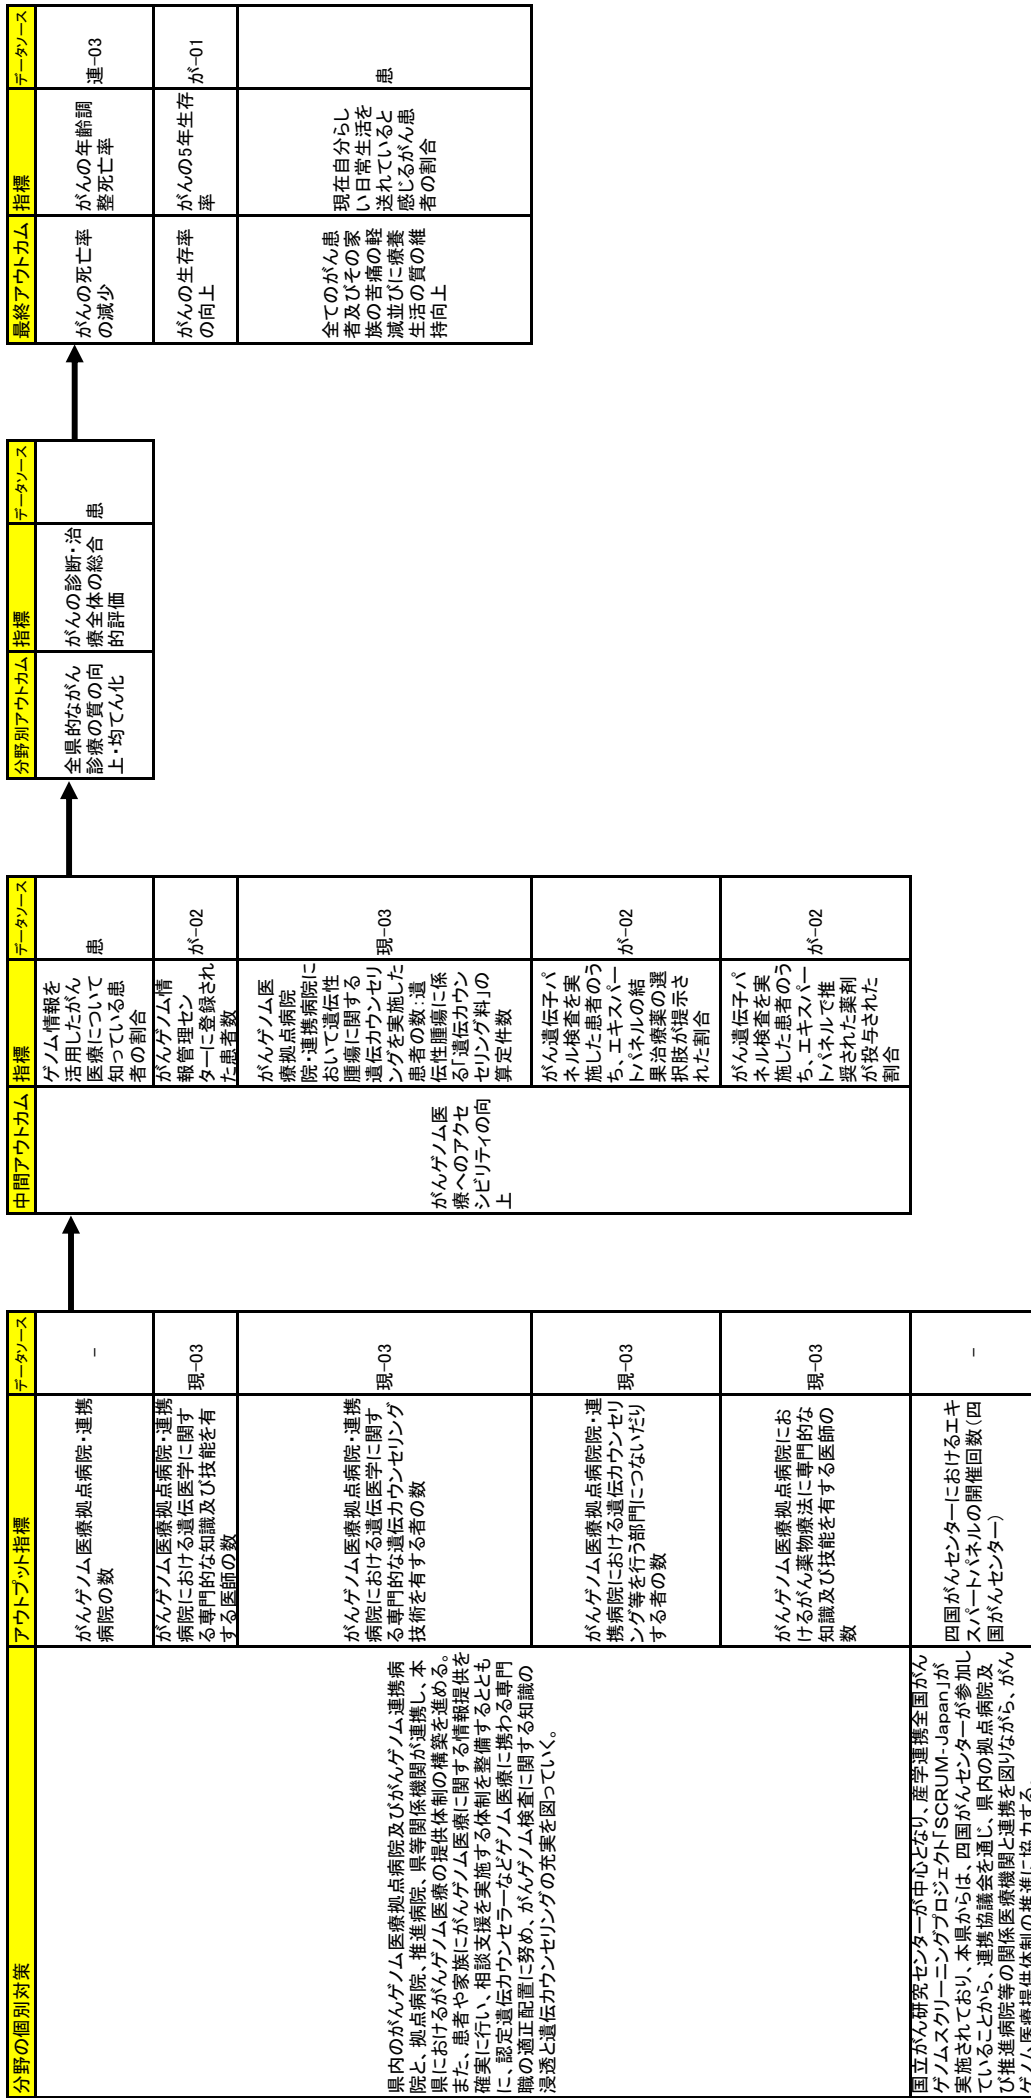 分野の個別対策
アウトプット指標
データソース
県内のがんゲノム医療拠点病院及びがんゲノム連携病
院と、拠点病院、推進病院、県等関係機関が連携し、本
県におけるがんゲノム医療の提供体制の構築を進める。
また、患者や家族にがんゲノム医療に関する情報提供を
確実に行い、相談支援を実施する体制を整備するととも
に、認定遺伝カウンセラーなどゲノム医療に携わる専門
職の適正配置に努め、がんゲノム検査に関する知識の
浸透と遺伝カウンセリングの充実を図っていく。
がんゲノム医療拠点病院・連携
病院の数
-
がんゲノム医療拠点病院・連携
病院における遺伝医学に関す
る専門的な知識及び技能を有
する医師の数
現-03
がんゲノム医療拠点病院・連携
病院における遺伝医学に関す
る専門的な遺伝カウンセリング
技術を有する者の数
現-03
がんゲノム医療拠点病院院・連
携病院における遺伝カウンセリ
ング等を行う部門につないだり
する者の数
現-03
がんゲノム医療拠点病院にお
けるがん薬物療法に専門的な
知識及び技能を有する医師の
数
現-03
国立がん研究センターが中心となり、産学連携全国がん
ゲノムスクリーニングプロジェクト「SCRUM-Japan」が
実施されており、本県からは、四国がんセンターが参加し
ていることから、連携協議会を通じ、県内の拠点病院及
び推進病院等の関係医療機関と連携を図りながら、がん
ゲノム医療提供体制の推進に協力する。
四国がんセンターにおけるエキ
スパートパネルの開催回数(四
国がんセンター)
-
中間アウトカム
指標
データソース
がんゲノム医
療へのアクセ
シビリティの向
上
ゲノム情報を
活用したがん
医療について
知っている患
者の割合
患
がんゲノム情
報管理セン
ターに登録され
た患者数
が-02
がんゲノム医
療拠点病院
院・連携病院に
おいて遺伝性
腫瘍に関する
遺伝カウンセリ
ングを実施した
患者の数:遺
伝性腫瘍に係
る「遺伝カウン
セリング料」の
算定件数
現-03
がん遺伝子パ
ネル検査を実
施した患者のう
ち、エキスパー
トパネルの結
果治療薬の選
択肢が提示さ
れた割合
が-02
がん遺伝子パ
ネル検査を実
施した患者のう
ち、エキスパー
トパネルで推
奨された薬剤
が投与された
割合
が-02
分野別アウトカム
指標
データソース
全県的ながん
診療の質の向
上・均てん化
がんの診断・治
療全体の総合
的評価
患
最終アウトカム
指標
データソース
がんの死亡率
の減少
がんの年齢調
整死亡率
連-03
がんの生存率
の向上
がんの5年生存
率
が-01
全てのがん患
者及びその家
族の苦痛の軽
減並びに療養
生活の質の維
持向上
現在自分らし
い日常生活を
送れていると
感じるがん患
者の割合
患